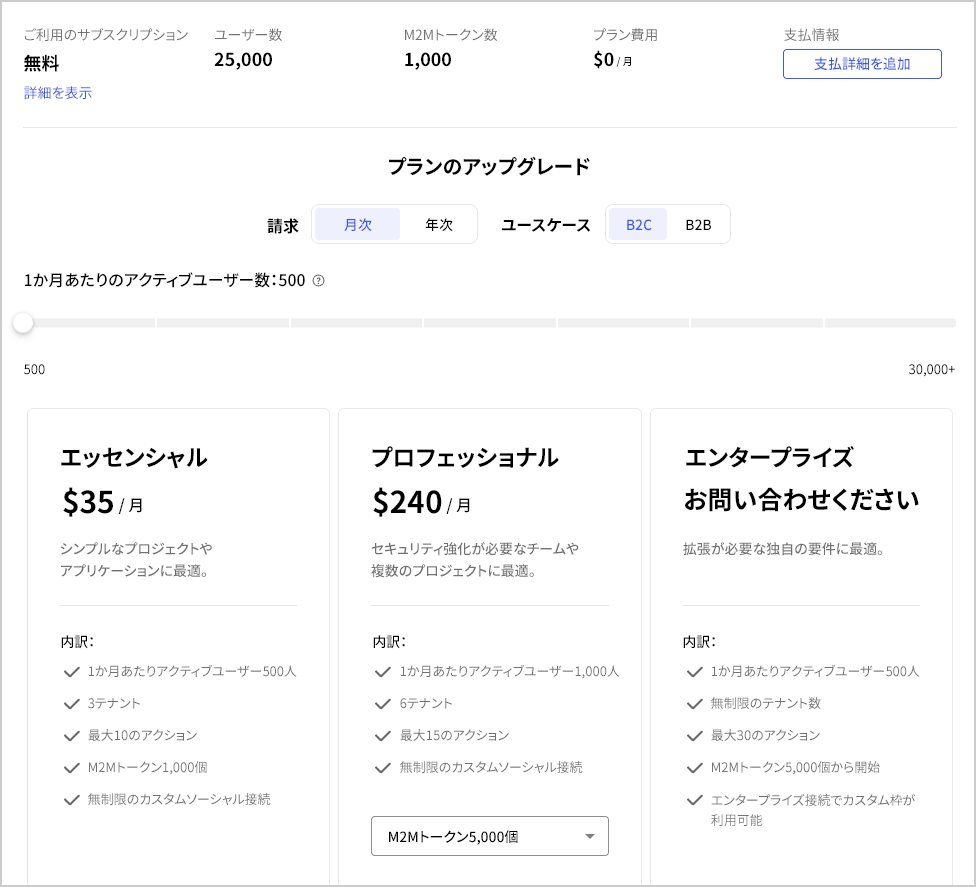 ご利用のサブスクリプション
無料
詳細を表示
ユーザー数
25,000
M2Mトークン数
1,000
プラン費用
$0 / 月
支払情報
支払詳細を追加
プランのアップグレード
請求 月次 年次 ユースケース B2C B2B
1か月あたりのアクティブユーザー数：500 ?
500 30,000+
エッセンシャル
$35 / 月
シンプルなプロジェクトや
アプリケーションに最適。
内訳：
1か月あたりアクティブユーザー500人
3テナント
最大10のアクション
M2Mトークン1,000個
無制限のカスタムソーシャル接続
プロフェッショナル
$240 / 月
セキュリティ強化が必要なチームや
複数のプロジェクトに最適。
内訳：
1か月あたりアクティブユーザー1,000人
6テナント
最大15のアクション
無制限のカスタムソーシャル接続
M2Mトークン5,000個
エンタープライズ
お問い合わせください
拡張が必要な独自の要件に最適。
内訳：
1か月あたりアクティブユーザー500人
無制限のテナント数
最大30のアクション
M2Mトークン5,000個から開始
エンタープライズ接続でカスタム枠が
利用可能